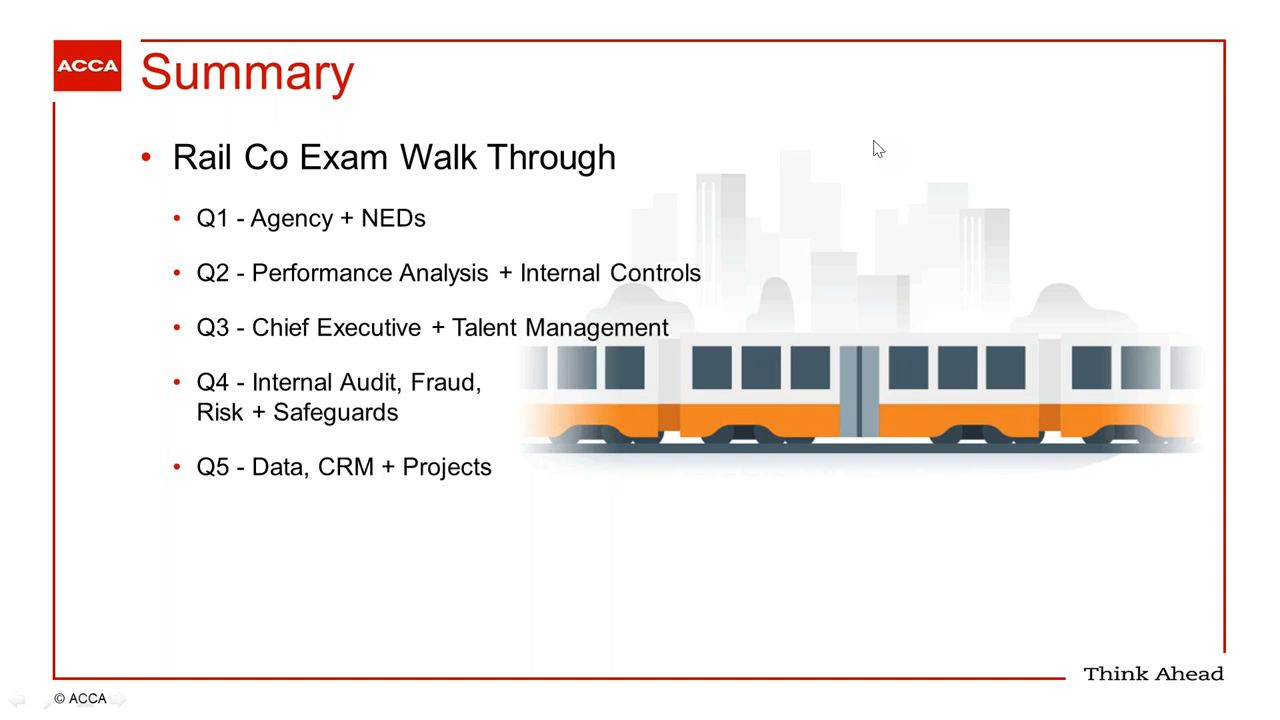 ACCA
Summary
• Rail Co Exam Walk Through
• Q1 - Agency + NEDs
• Q2 - Performance Analysis + Internal Controls
• Q3 - Chief Executive + Talent Management
• Q4 - Internal Audit, Fraud,
Risk + Safeguards
• Q5 - Data, CRM + Projects
Think Ahead
© ACCA